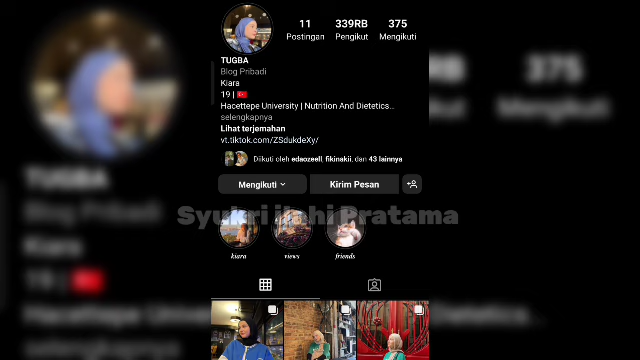 11 339RB 375
Postingan Pengikut Mengikuti
TUGBA
Blog Pribadi
Kiara
19 | 🇹🇷
Hacettepe University | Nutrition And Dietetics...
selengkapnya
Lihat terjemahan
vt.tiktok.com/ZSdukdeXy/
Diikuti oleh edaozeell, fikinakii, dan 43 lainnya
Mengikuti Kirim Pesan
Syukri ilahi Pratama
kiara views friends